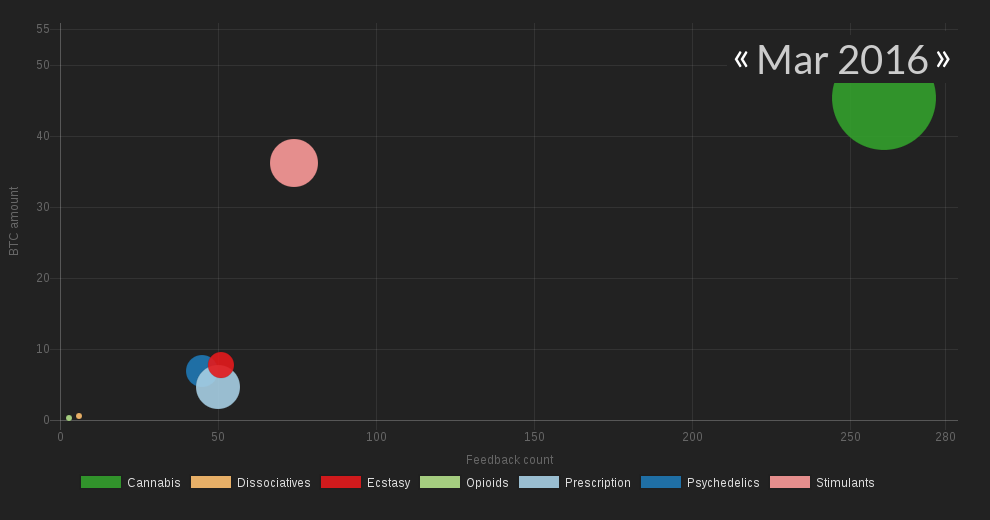 « Mar 2016 »
55
50
40
30
20
10
0
BTC amount
0 50 100 150 200 250 280
Feedback count
Cannabis Dissociatives Ecstasy Opioids Prescription Psychedelics Stimulants